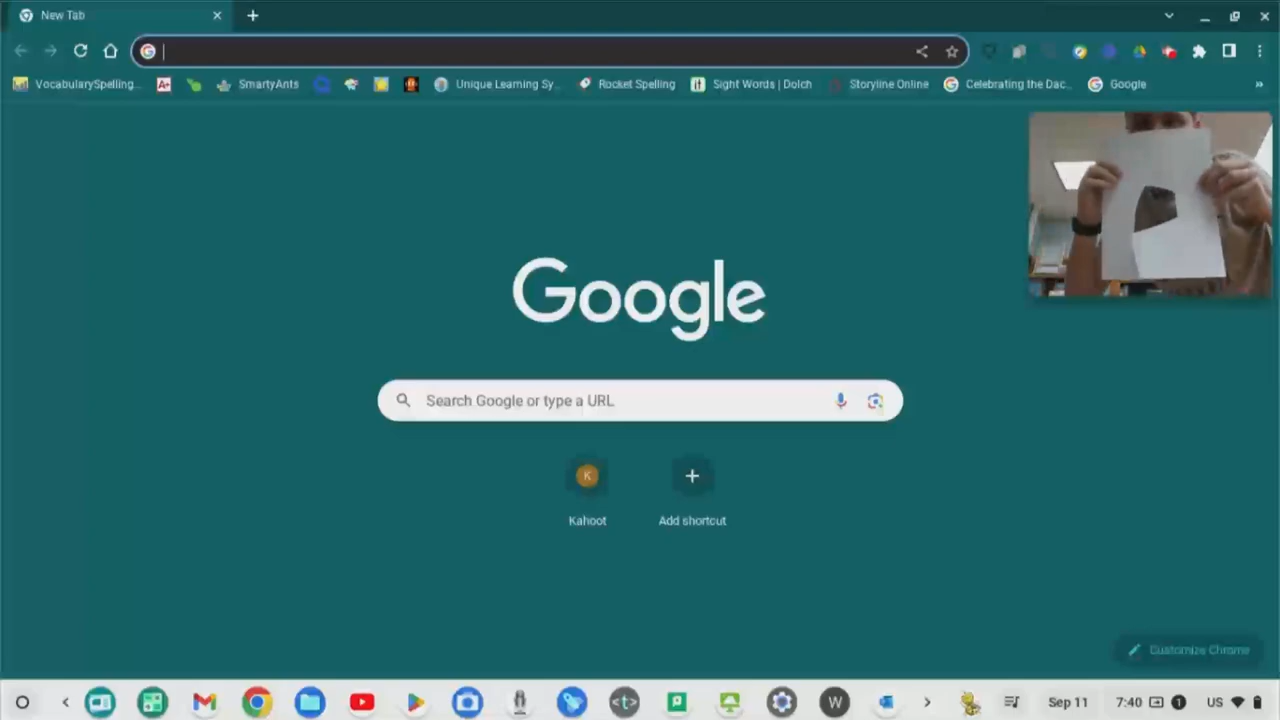 New Tab
VocabularySpelling...
SmartyAnts
Unique Learning Sy...
Rocket Spelling
Sight Words | Dolch
Storyline Online
Celebrating the Dac...
Google
Google
Search Google or type a URL
K
Kahoot
Add shortcut
Customize Chrome
W
Sep 11
7:40
1
US